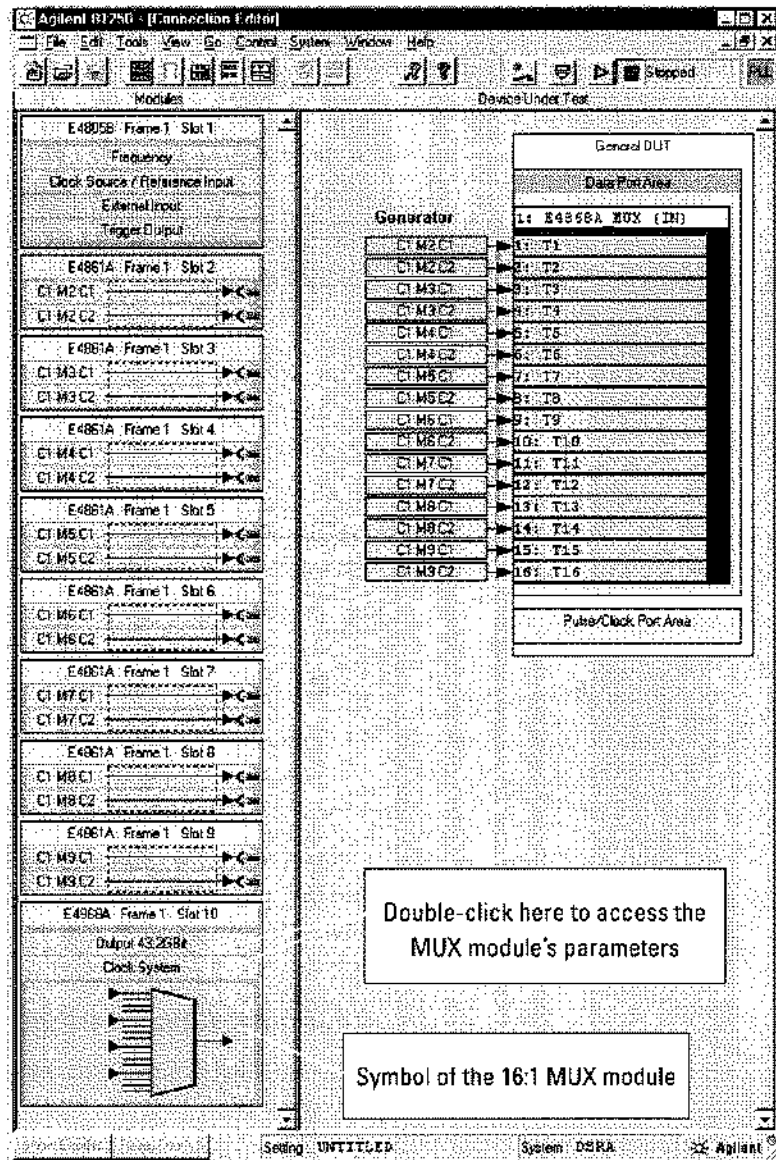 Agilent 81250 - [Connection Editor]
File Edit Tools View Go Control System Window Help
Stopped
Modules
Device Under Test
E4805B Frame 1 Slot 1
Frequency
Clock Source / Reference Input
External Input
Trigger Output
E4861A Frame 1 Slot 2
C1 M2 C1
C1 M2 C2
E4861A Frame 1 Slot 3
C1 M3 C1
C1 M3 C2
E4861A Frame 1 Slot 4
C1 M4 C1
C1 M4 C2
E4861A Frame 1 Slot 5
C1 M5 C1
C1 M5 C2
E4861A Frame 1 Slot 6
C1 M6 C1
C1 M6 C2
E4861A Frame 1 Slot 7
C1 M7 C1
C1 M7 C2
E4861A Frame 1 Slot 8
C1 M8 C1
C1 M8 C2
E4861A Frame 1 Slot 9
C1 M9 C1
C1 M9 C2
E4868A Frame 1 Slot 10
Output 43.2GBit
Clock System
General DUT
Data Port Area
Generator
1: E4868A MUX (IN)
C1 M2 C1 1: T1
C1 M2 C2 2: T2
C1 M3 C1 3: T3
C1 M3 C2 4: T4
C1 M4 C1 5: T5
C1 M4 C2 6: T6
C1 M5 C1 7: T7
C1 M5 C2 8: T8
C1 M6 C1 9: T9
C1 M6 C2 10: T10
C1 M7 C1 11: T11
C1 M7 C2 12: T12
C1 M8 C1 13: T13
C1 M8 C2 14: T14
C1 M9 C1 15: T15
C1 M9 C2 16: T16
Pulse/Clock Port Area
Double-click here to access the
MUX module's parameters
Symbol of the 16:1 MUX module
Setting UNTITLED System DSRA Agilent